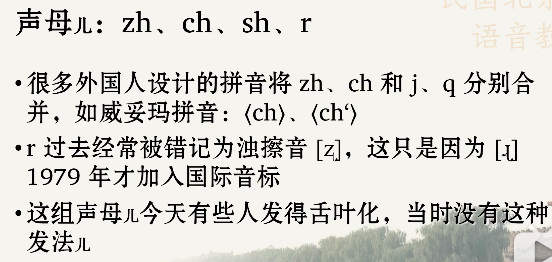 民国北京
语音教
声母儿：zh、ch、sh、r
•很多外国人设计的拼音将 zh、ch 和 j、q 分别合
并，如威妥玛拼音：⟨ch⟩、⟨ch‘⟩
•r 过去经常被错记为浊擦音 [ʐ]，这只是因为 [ɻ]
1979 年才加入国际音标
•这组声母儿今天有些人发得舌叶化，当时没有这种
发法儿